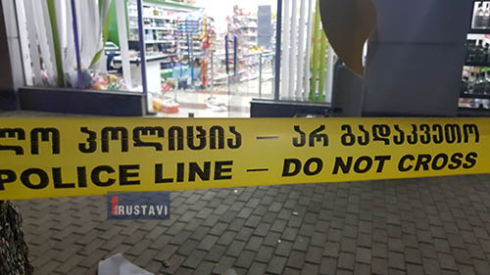 ლო პოლიცია – არ გადაკვეთო
POLICE LINE – DO NOT CROSS
RUSTAVI